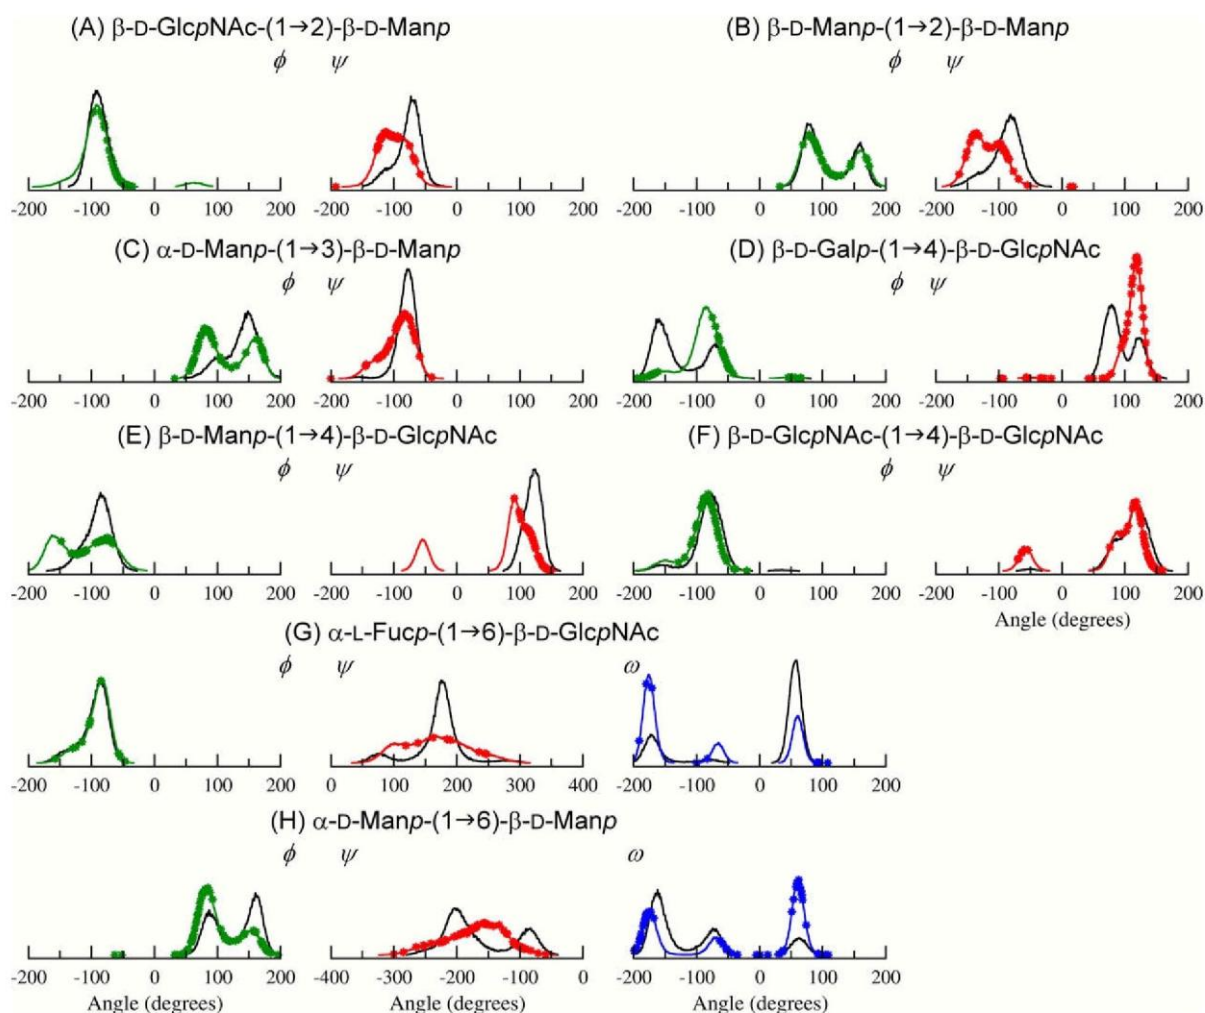 (A) β-D-GlcpNAc-(1→2)-β-D-Manp
(B) β-D-Manp-(1→2)-β-D-Manp
ϕ ψ
ϕ ψ
-200 -100 0 100 200 -200 -100 0 100 200 -200 -100 0 100 200 -200 -100 0 100 200
(C) α-D-Manp-(1→3)-β-D-Manp
(D) β-D-Galp-(1→4)-β-D-GlcpNAc
ϕ ψ
ϕ ψ
-200 -100 0 100 200 -200 -100 0 100 200 -200 -100 0 100 200 -200 -100 0 100 200
(E) β-D-Manp-(1→4)-β-D-GlcpNAc
(F) β-D-GlcpNAc-(1→4)-β-D-GlcpNAc
ϕ ψ
ϕ ψ
-200 -100 0 100 200 -200 -100 0 100 200 -200 -100 0 100 200 -200 -100 0 100 200
Angle (degrees)
(G) α-L-Fucp-(1→6)-β-D-GlcpNAc
ϕ ψ ω
-200 -100 0 100 200 0 100 200 300 400 -200 -100 0 100 200
(H) α-D-Manp-(1→6)-β-D-Manp
ϕ ψ ω
-200 -100 0 100 200 -400 -300 -200 -100 0 -200 -100 0 100 200
Angle (degrees) Angle (degrees) Angle (degrees)